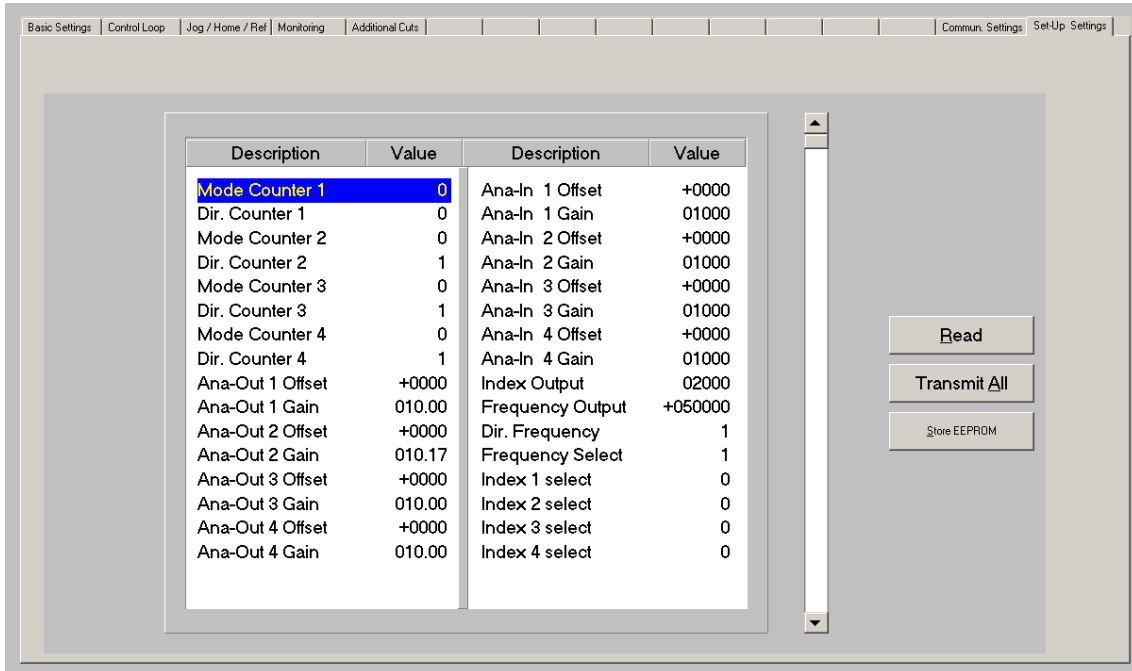 Basic Settings Control Loop Jog / Home / Ref Monitoring Additional Cuts Commun. Settings Set-Up Settings
Description Value Description Value
Mode Counter 1 0 Ana-In 1 Offset +0000
Dir. Counter 1 0 Ana-In 1 Gain 01000
Mode Counter 2 0 Ana-In 2 Offset +0000
Dir. Counter 2 1 Ana-In 2 Gain 01000
Mode Counter 3 0 Ana-In 3 Offset +0000
Dir. Counter 3 1 Ana-In 3 Gain 01000
Mode Counter 4 0 Ana-In 4 Offset +0000
Dir. Counter 4 1 Ana-In 4 Gain 01000
Ana-Out 1 Offset +0000 Index Output 02000
Ana-Out 1 Gain 010.00 Frequency Output +050000
Ana-Out 2 Offset +0000 Dir. Frequency 1
Ana-Out 2 Gain 010.17 Frequency Select 1
Ana-Out 3 Offset +0000 Index 1 select 0
Ana-Out 3 Gain 010.00 Index 2 select 0
Ana-Out 4 Offset +0000 Index 3 select 0
Ana-Out 4 Gain 010.00 Index 4 select 0
Read
Transmit All
Store EEPROM